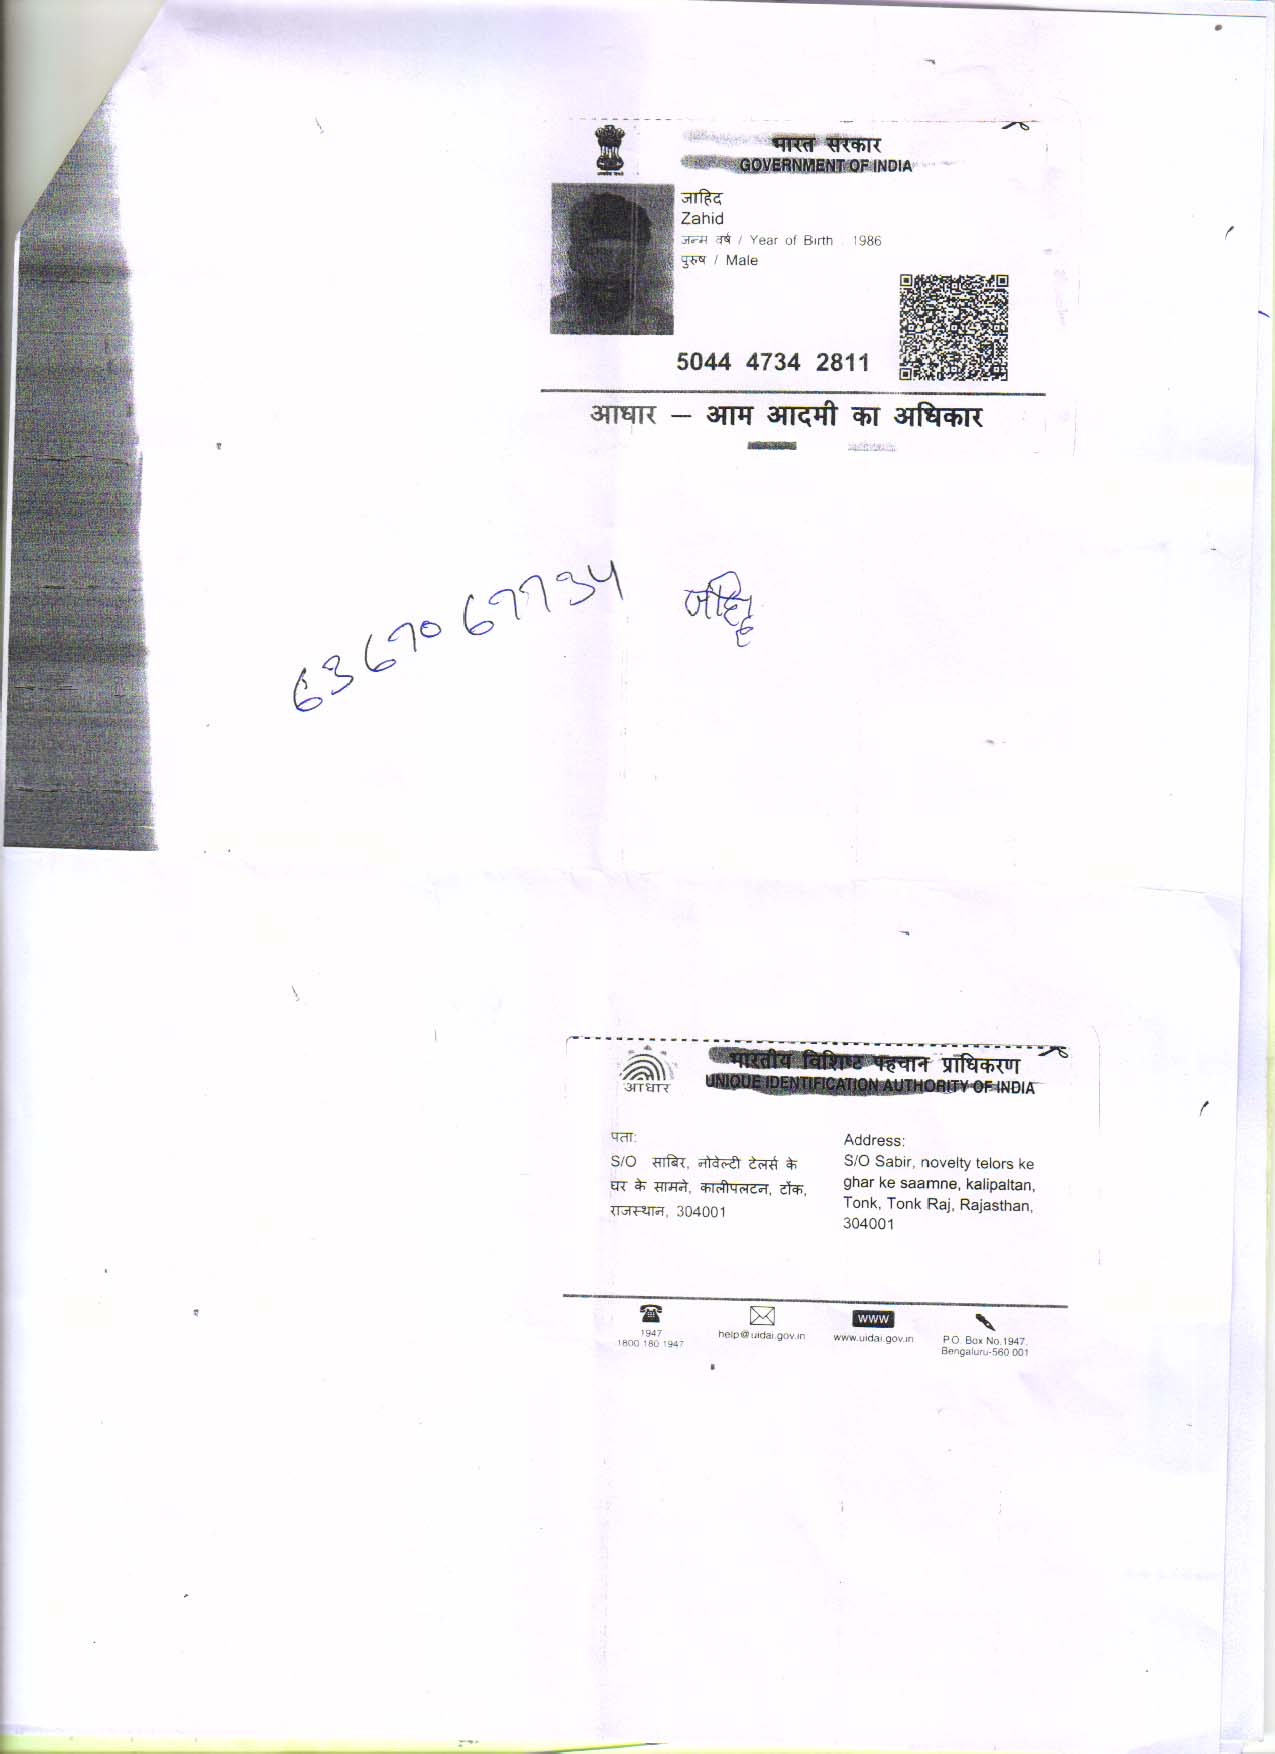 भारत सरकार
GOVERNMENT OF INDIA
जाहिद
Zahid
जन्म वर्ष / Year of Birth : 1986
पुरुष / Male
5044 4734 2811
आधार – आम आदमी का अधिकार
6367067734
आधार
भारतीय विशिष्ट पहचान प्राधिकरण
UNIQUE IDENTIFICATION AUTHORITY OF INDIA
पता:
S/O साबिर, नोवेल्टी टेलर्स के
घर के सामने, कालीपलटन, टोंक,
राजस्थान, 304001
Address:
S/O Sabir, novelty telors ke
ghar ke saamne, kalipaltan,
Tonk, Tonk Raj, Rajasthan,
304001
1947
1800 180 1947
help@uidai.gov.in
www
www.uidai.gov.in
P.O. Box No.1947,
Bengaluru-560 001